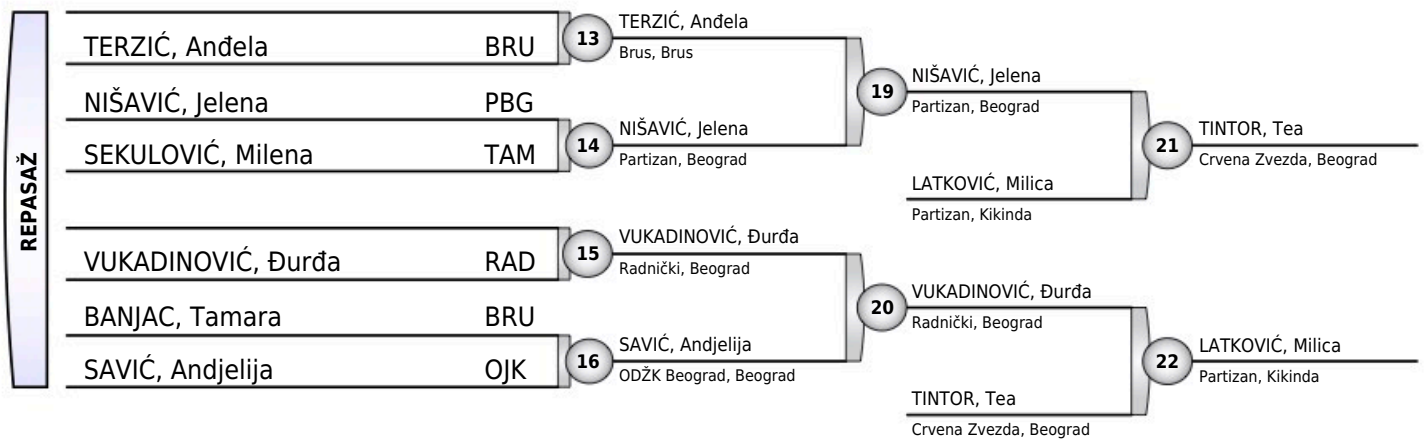 REPASAŽ
TERZIĆ, Anđela BRU
NIŠAVIĆ, Jelena PBG
SEKULOVIĆ, Milena TAM
VUKADINOVIĆ, Đurđa RAD
BANJAC, Tamara BRU
SAVIĆ, Andjelija OJK
13
TERZIĆ, Anđela
Brus, Brus
14
NIŠAVIĆ, Jelena
Partizan, Beograd
15
VUKADINOVIĆ, Đurđa
Radnički, Beograd
16
SAVIĆ, Andjelija
ODŽK Beograd, Beograd
19
NIŠAVIĆ, Jelena
Partizan, Beograd
LATKOVIĆ, Milica
Partizan, Kikinda
20
VUKADINOVIĆ, Đurđa
Radnički, Beograd
TINTOR, Tea
Crvena Zvezda, Beograd
21
TINTOR, Tea
Crvena Zvezda, Beograd
22
LATKOVIĆ, Milica
Partizan, Kikinda